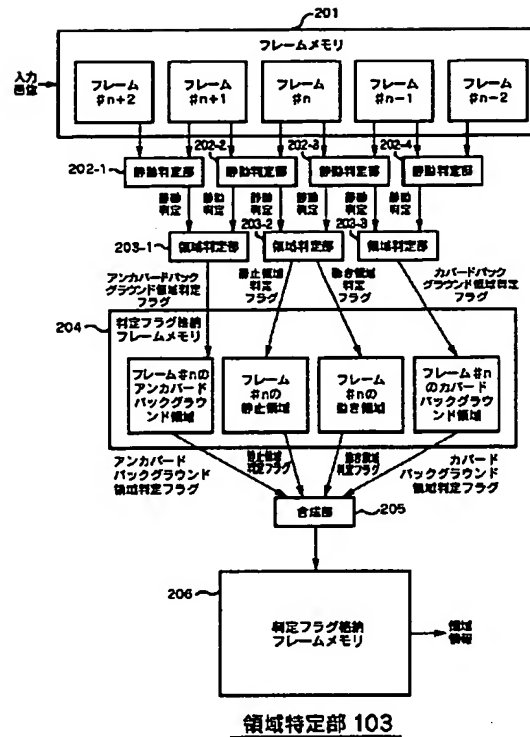 201
フレームメモリ
入力
画像
フレーム
#n+2
フレーム
#n+1
フレーム
#n
フレーム
#n−1
フレーム
#n−2
202-1
202-2
202-3
202-4
静動判定部
静動判定部
静動判定部
静動判定部
静動
判定
静動
判定
静動
判定
静動
判定
静動
判定
静動
判定
203-1
203-2
203-3
領域判定部
領域判定部
領域判定部
アンカバードバック
グラウンド領域判定
フラグ
静止領域
判定
フラグ
動き領域
判定
フラグ
カバードバック
グラウンド領域判定
フラグ
204
判定フラグ格納
フレームメモリ
フレーム#nの
アンカバード
バックグラウ
ンド領域
フレーム
#nの
静止領域
フレーム
#nの
動き領域
フレーム#n
のカバード
バックグラ
ウンド領域
アンカバード
バックグラウンド
領域判定フラグ
静止領域
判定フラグ
動き領域
判定フラグ
カバード
バックグラウンド
領域判定フラグ
合成部
205
206
判定フラグ格納
フレームメモリ
領域
情報
領域特定部 103